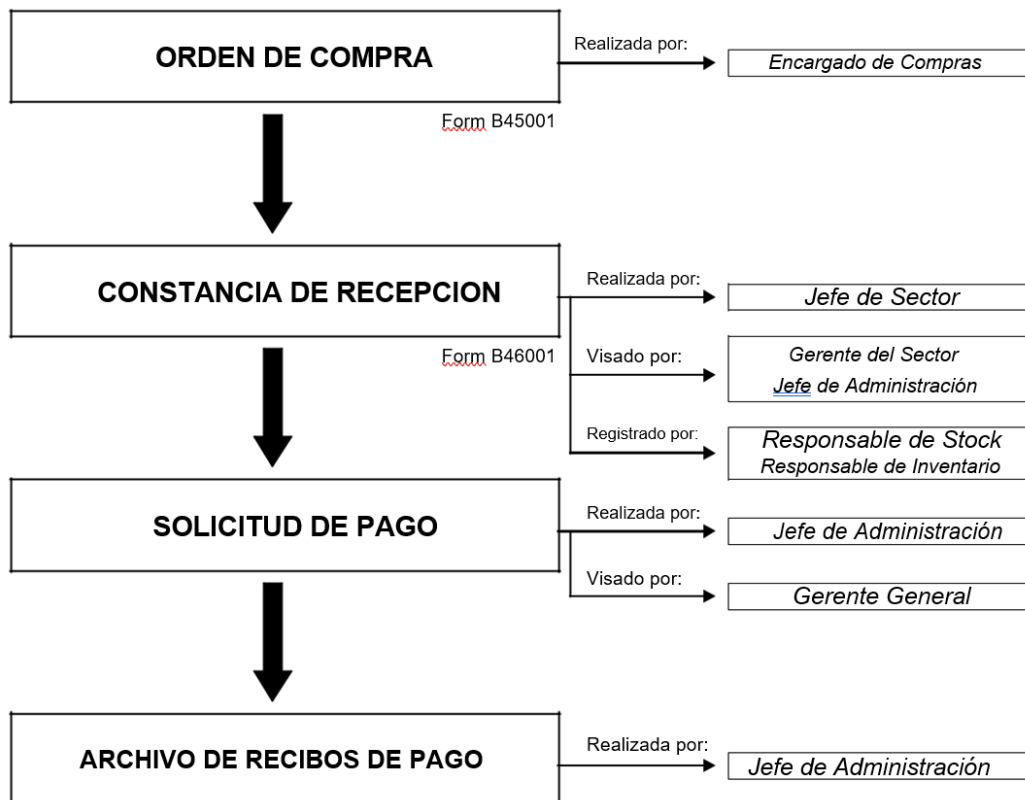 ORDEN DE COMPRA
Realizada por:
Encargado de Compras
Form B45001
CONSTANCIA DE RECEPCION
Realizada por:
Jefe de Sector
Form B46001
Visado por:
Gerente del Sector
Jefe de Administración
Registrado por:
Responsable de Stock
Responsable de Inventario
SOLICITUD DE PAGO
Realizada por:
Jefe de Administración
Visado por:
Gerente General
ARCHIVO DE RECIBOS DE PAGO
Realizada por:
Jefe de Administración